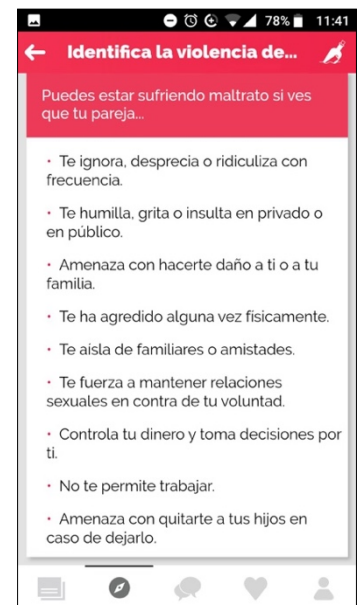 78% 11:41
Identifica la violencia de...
Puedes estar sufriendo maltrato si ves
que tu pareja...
· Te ignora, desprecia o ridiculiza con
frecuencia.
· Te humilla, grita o insulta en privado o
en público.
· Amenaza con hacerte daño a ti o a tu
familia.
· Te ha agredido alguna vez físicamente.
· Te aísla de familiares o amistades.
· Te fuerza a mantener relaciones
sexuales en contra de tu voluntad.
· Controla tu dinero y toma decisiones por
ti.
· No te permite trabajar.
· Amenaza con quitarte a tus hijos en
caso de dejarlo.